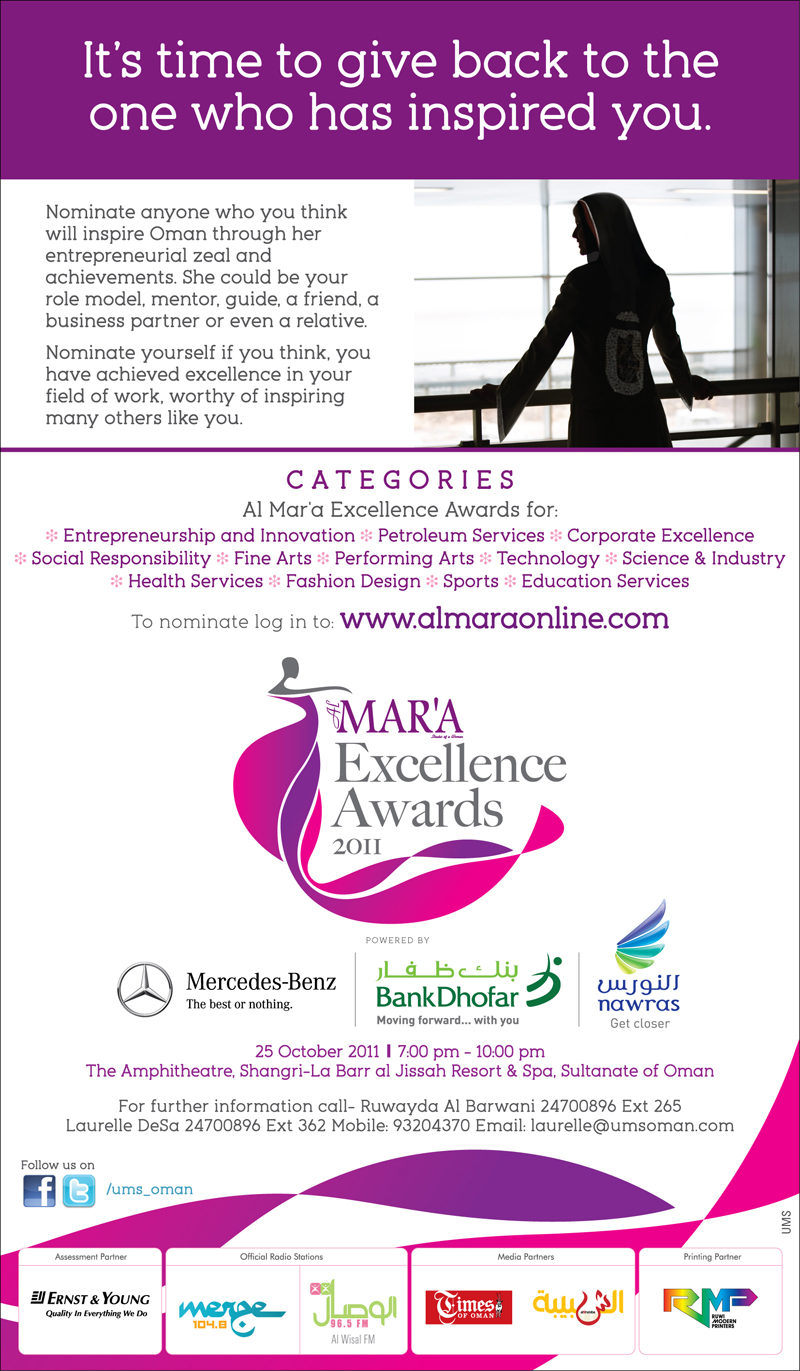 It's time to give back to the
one who has inspired you.
Nominate anyone who you think
will inspire Oman through her
entrepreneurial zeal and
achievements. She could be your
role model, mentor, guide, a friend, a
business partner or even a relative.
Nominate yourself if you think, you
have achieved excellence in your
field of work, worthy of inspiring
many others like you.
CATEGORIES
Al Mar'a Excellence Awards for:
❇ Entrepreneurship and Innovation ❇ Petroleum Services ❇ Corporate Excellence
❇ Social Responsibility ❇ Fine Arts ❇ Performing Arts ❇ Technology ❇ Science & Industry
❇ Health Services ❇ Fashion Design ❇ Sports ❇ Education Services
To nominate log in to: www.almaraonline.com
Al MAR'A
Shades of a Woman
Excellence
Awards
2011
POWERED BY
Mercedes-Benz
The best or nothing.
بنك ظفار
BankDhofar
Moving forward... with you
النورس
nawras
Get closer
25 October 2011 I 7:00 pm - 10:00 pm
The Amphitheatre, Shangri-La Barr al Jissah Resort & Spa, Sultanate of Oman
For further information call- Ruwayda Al Barwani 24700896 Ext 265
Laurelle DeSa 24700896 Ext 362 Mobile: 93204370 Email: laurelle@umsoman.com
Follow us on
f t /ums_oman
UMS
Assessment Partner
ERNST & YOUNG
Quality In Everything We Do
Official Radio Stations
merge
104.8
الوصال
96.5 FM
Al Wisal FM
Media Partners
Times
OF OMAN
الشبيبة
Printing Partner
RMP
RUWI
MODERN
PRINTERS